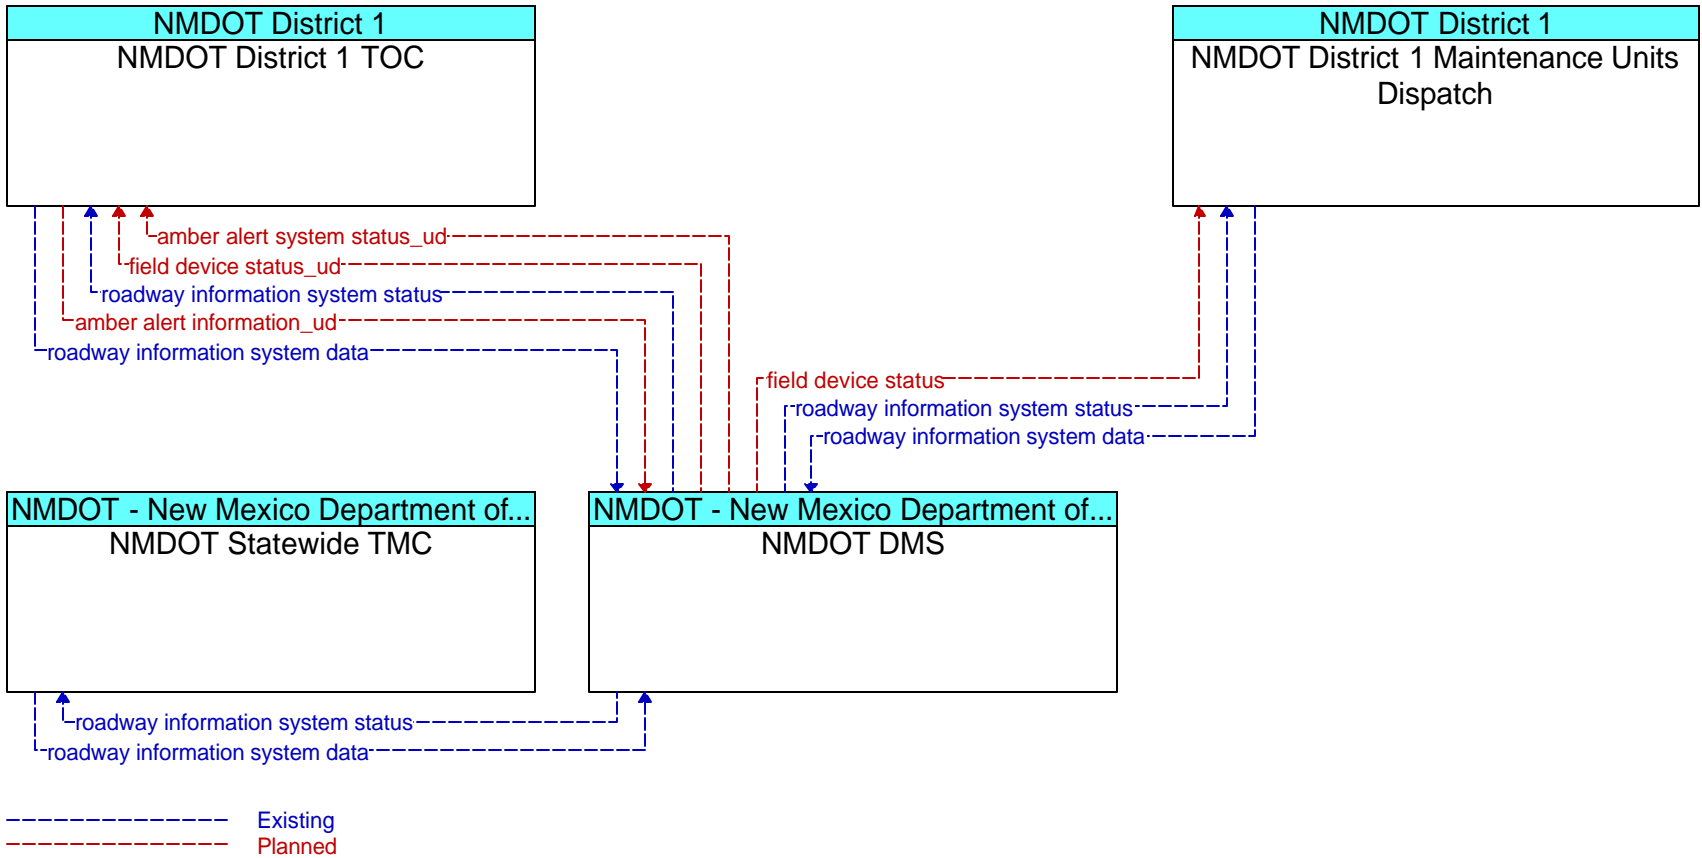 NMDOT District 1
NMDOT District 1 TOC
NMDOT District 1
NMDOT District 1 Maintenance Units
Dispatch
amber alert system status_ud
field device status_ud
roadway information system status
amber alert information_ud
roadway information system data
field device status
roadway information system status
roadway information system data
NMDOT - New Mexico Department of...
NMDOT Statewide TMC
NMDOT - New Mexico Department of...
NMDOT DMS
roadway information system status
roadway information system data
Existing
Planned